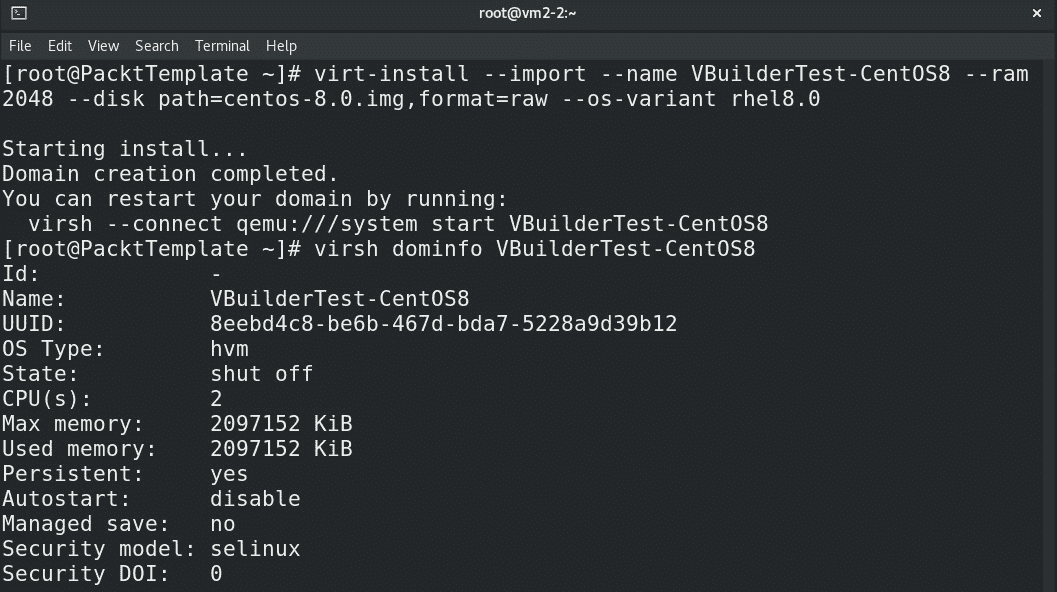 root@vm2-2:~
File Edit View Search Terminal Help
[root@PacktTemplate ~]# virt-install --import --name VBuilderTest-CentOS8 --ram
2048 --disk path=centos-8.0.img,format=raw --os-variant rhel8.0
Starting install...
Domain creation completed.
You can restart your domain by running:
  virsh --connect qemu:///system start VBuilderTest-CentOS8
[root@PacktTemplate ~]# virsh dominfo VBuilderTest-CentOS8
Id:             -
Name:           VBuilderTest-CentOS8
UUID:           8eebd4c8-be6b-467d-bda7-5228a9d39b12
OS Type:        hvm
State:          shut off
CPU(s):         2
Max memory:     2097152 KiB
Used memory:    2097152 KiB
Persistent:     yes
Autostart:      disable
Managed save:   no
Security model: selinux
Security DOI:   0